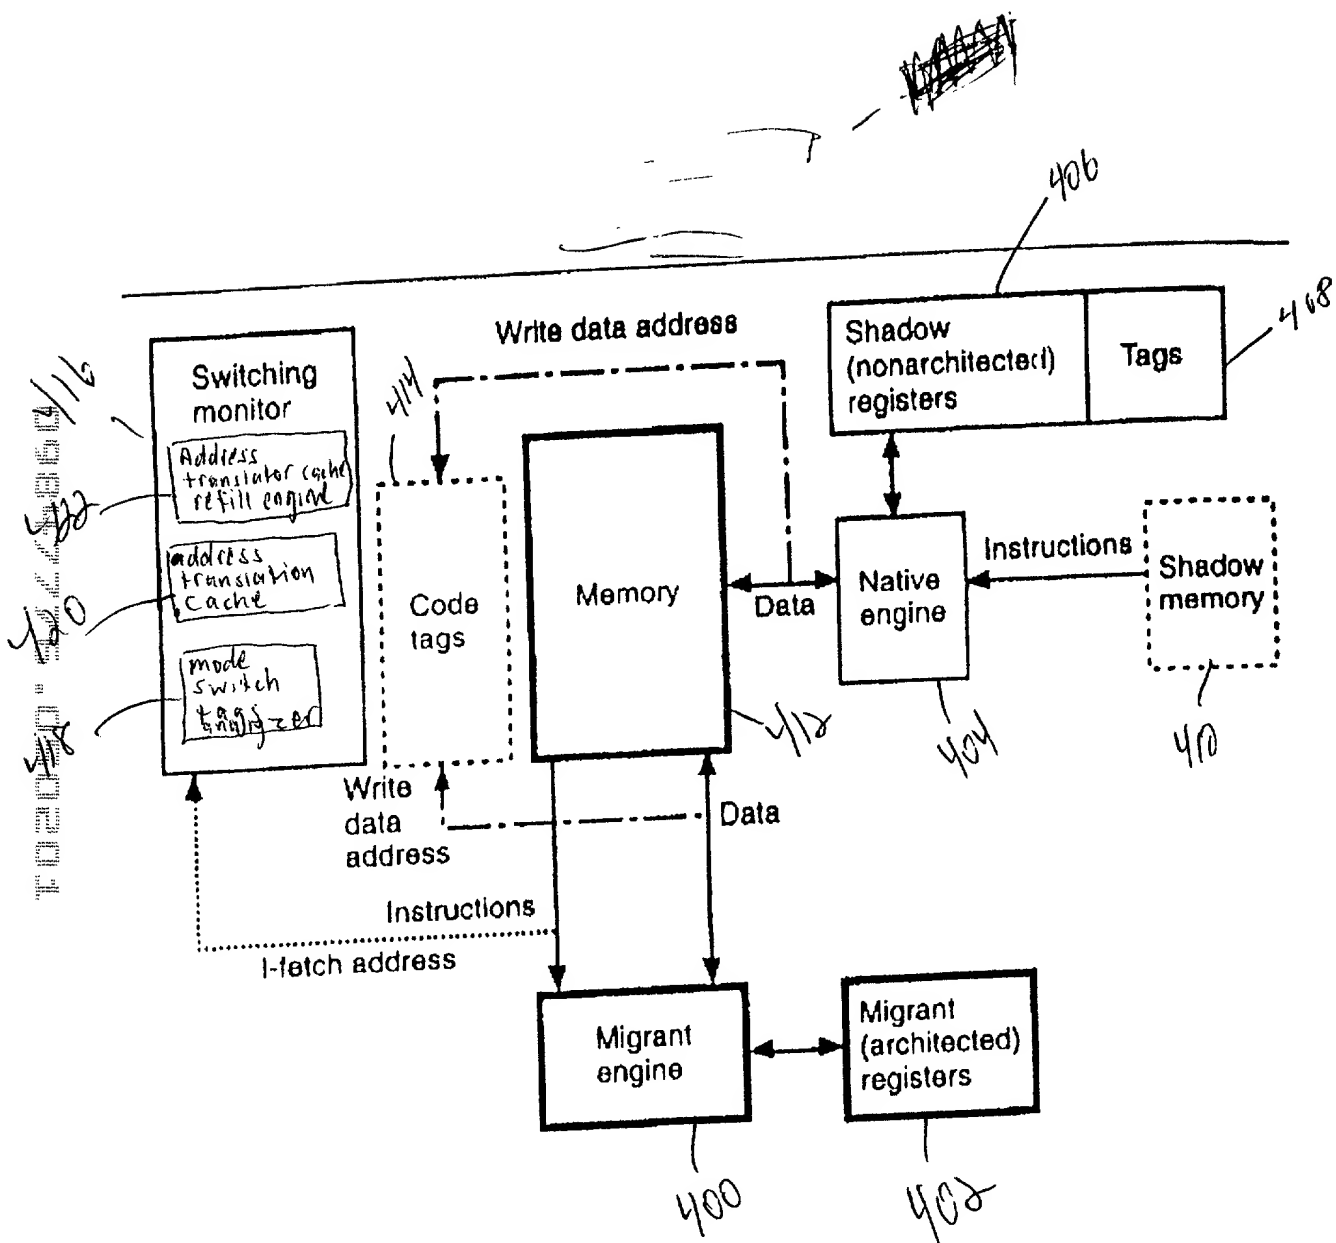 406
408
Write data address
Shadow
(nonarchitected)
registers
Tags
416
Switching
monitor
414
Address
translator cache
refill engine
422
address
translation
cache
420
mode
switch
tags
analyzer
418
Code
tags
Memory
412
Data
Native
engine
404
Instructions
Shadow
memory
410
Write
data
address
Data
Instructions
I-fetch address
Migrant
engine
400
Migrant
(architected)
registers
402